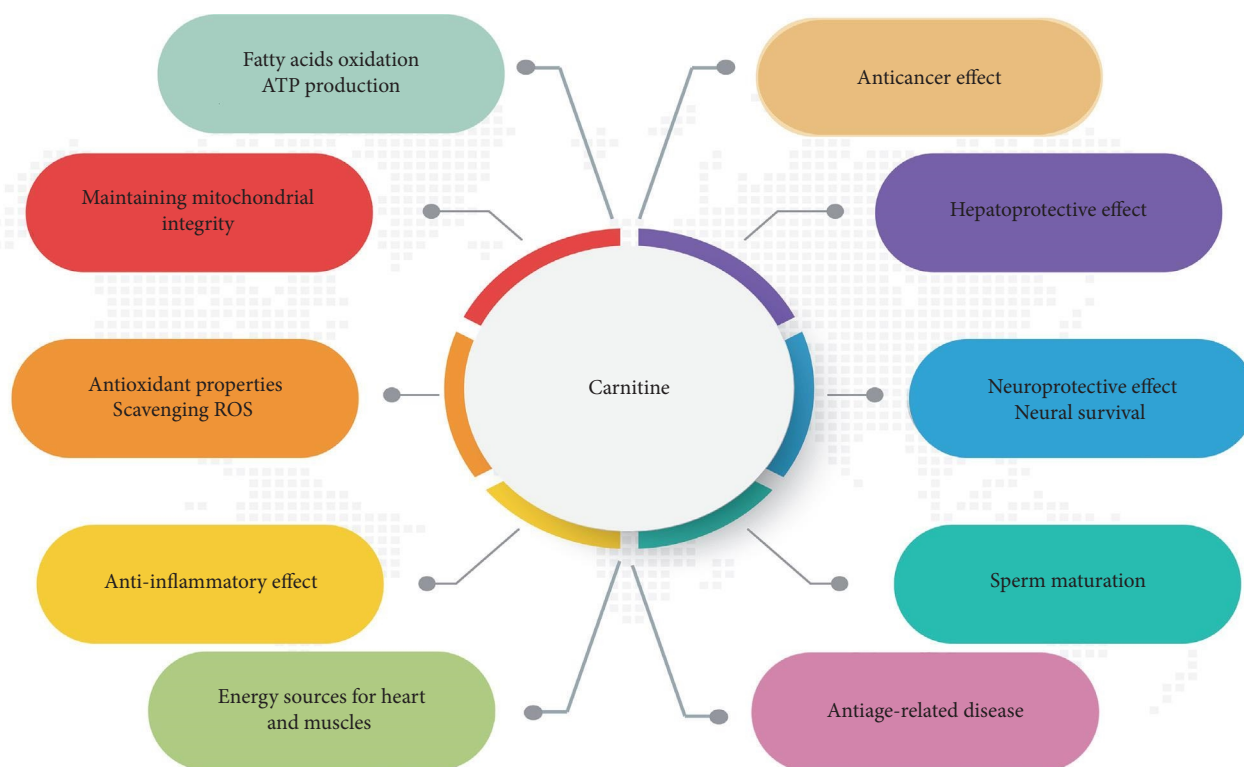 Fatty acids oxidation
ATP production
Anticancer effect
Maintaining mitochondrial
integrity
Hepatoprotective effect
Antioxidant properties
Scavenging ROS
Carnitine
Neuroprotective effect
Neural survival
Anti-inflammatory effect
Sperm maturation
Energy sources for heart
and muscles
Antiage-related disease